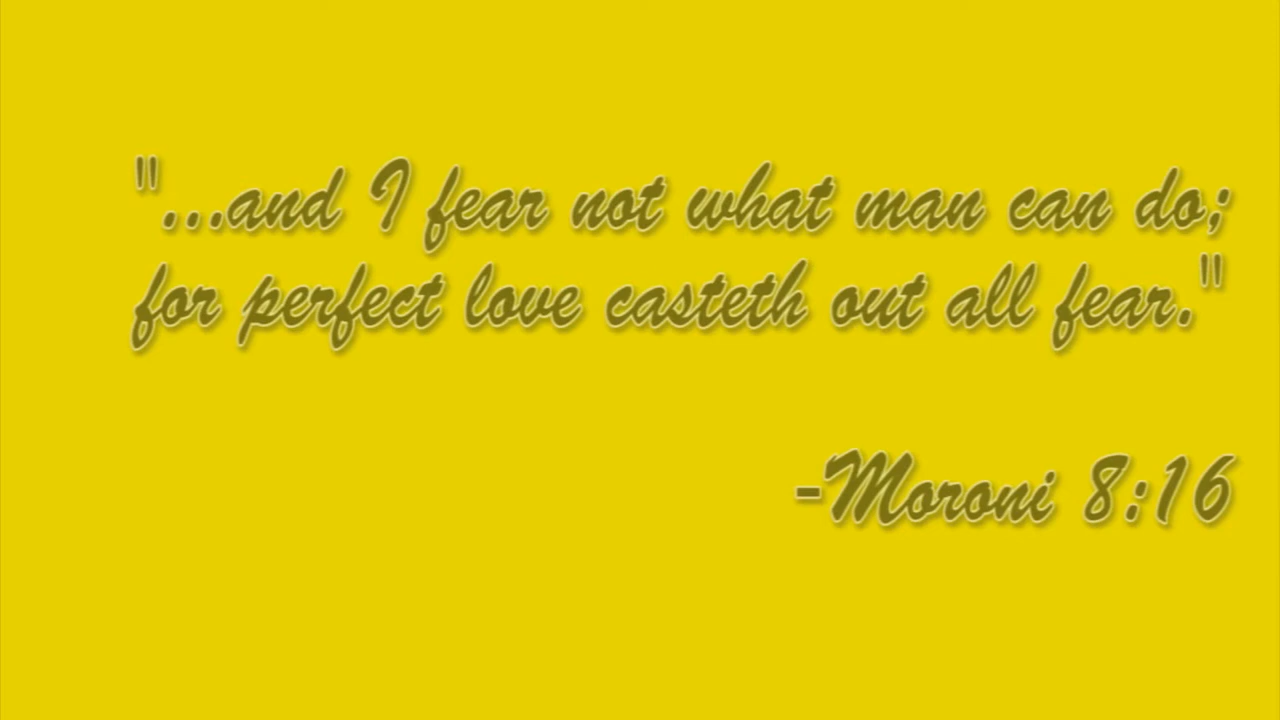 "...and I fear not what man can do;
for perfect love casteth out all fear."
-Moroni 8:16